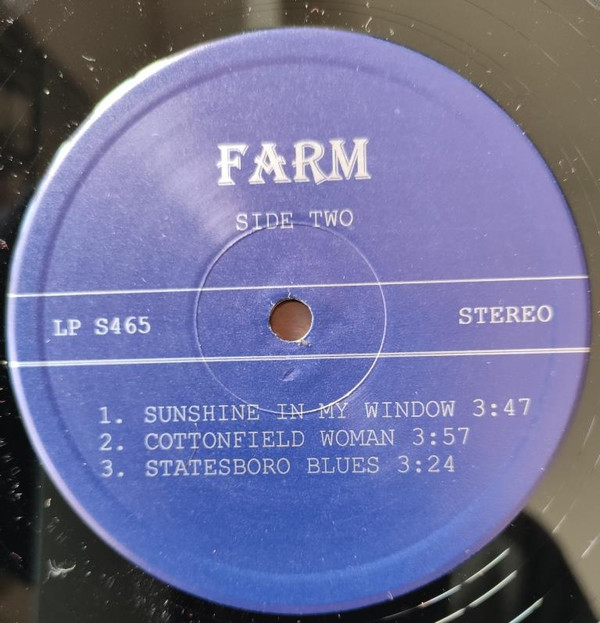 FARM
SIDE TWO
LP S465
STEREO
1. SUNSHINE IN MY WINDOW 3:47
2. COTTONFIELD WOMAN 3:57
3. STATESBORO BLUES 3:24